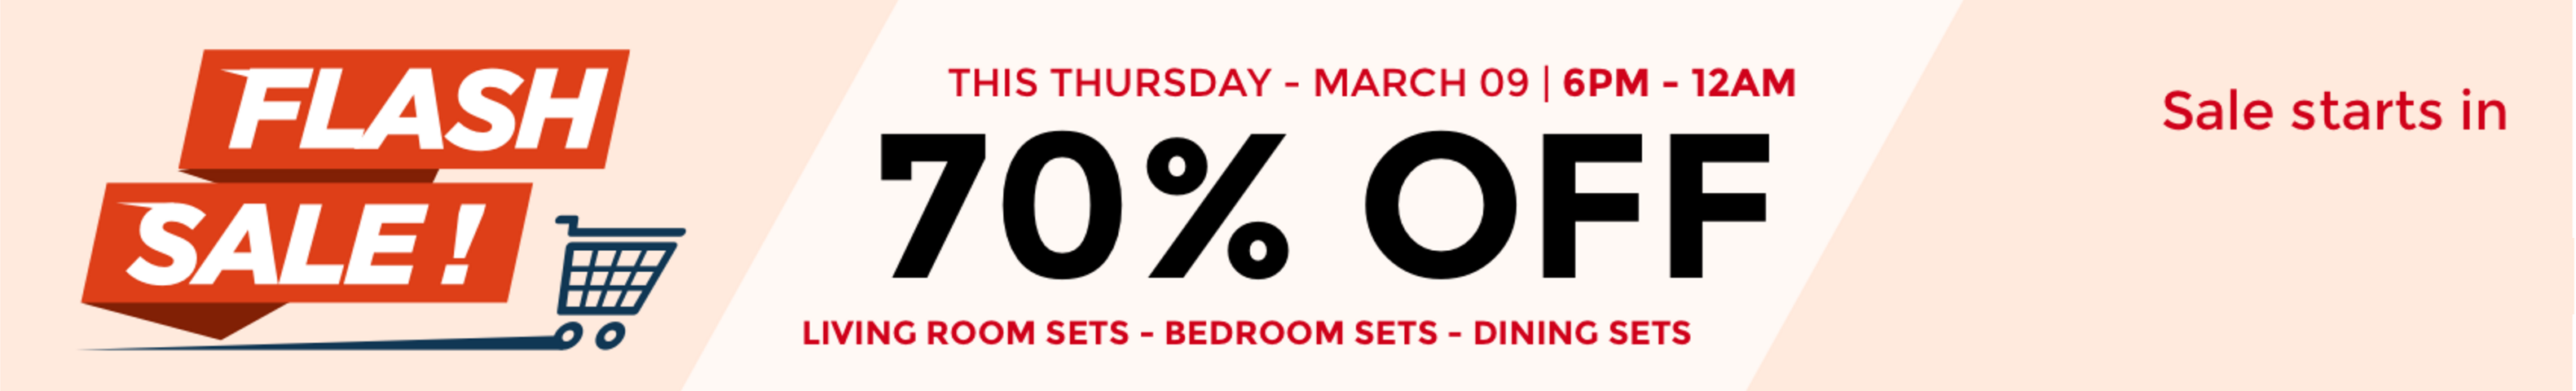 FLASH
SALE!
THIS THURSDAY - MARCH 09 | 6PM - 12AM
70% OFF
LIVING ROOM SETS - BEDROOM SETS - DINING SETS
Sale starts in